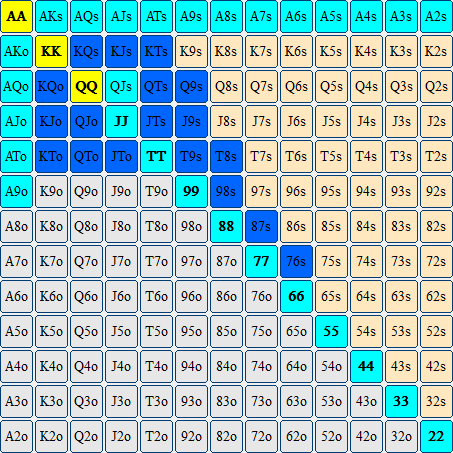 AA AKs AQs AJs ATs A9s A8s A7s A6s A5s A4s A3s A2s
AKo KK KQs KJs KTs K9s K8s K7s K6s K5s K4s K3s K2s
AQo KQo QQ QJs QTs Q9s Q8s Q7s Q6s Q5s Q4s Q3s Q2s
AJo KJo QJo JJ JTs J9s J8s J7s J6s J5s J4s J3s J2s
ATo KTo QTo JTo TT T9s T8s T7s T6s T5s T4s T3s T2s
A9o K9o Q9o J9o T9o 99 98s 97s 96s 95s 94s 93s 92s
A8o K8o Q8o J8o T8o 98o 88 87s 86s 85s 84s 83s 82s
A7o K7o Q7o J7o T7o 97o 87o 77 76s 75s 74s 73s 72s
A6o K6o Q6o J6o T6o 96o 86o 76o 66 65s 64s 63s 62s
A5o K5o Q5o J5o T5o 95o 85o 75o 65o 55 54s 53s 52s
A4o K4o Q4o J4o T4o 94o 84o 74o 64o 54o 44 43s 42s
A3o K3o Q3o J3o T3o 93o 83o 73o 63o 53o 43o 33 32s
A2o K2o Q2o J2o T2o 92o 82o 72o 62o 52o 42o 32o 22